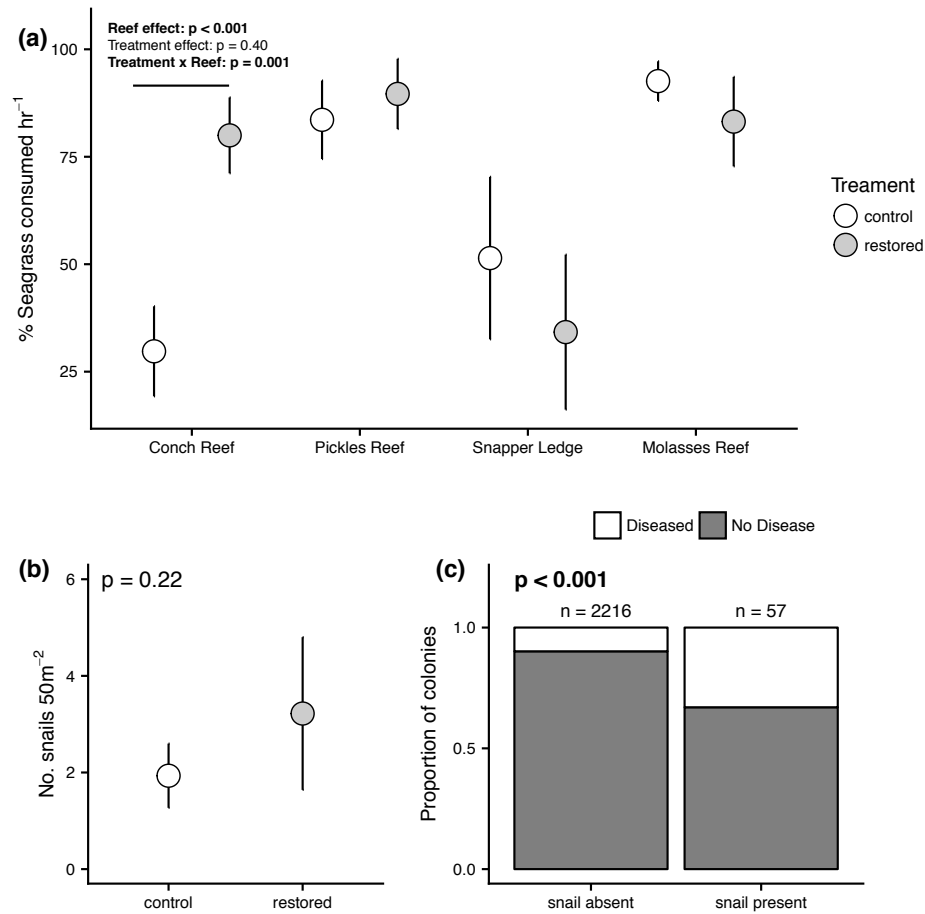 (a)
Reef effect: p < 0.001
Treatment effect: p = 0.40
Treatment x Reef: p = 0.001
% Seagrass consumed hr⁻¹
100
75
50
25
Conch Reef
Pickles Reef
Snapper Ledge
Molasses Reef
Treament
control
restored
(b)
p = 0.22
No. snails 50m⁻²
6
4
2
0
control
restored
Diseased
No Disease
(c)
p < 0.001
n = 2216
n = 57
Proportion of colonies
1.0
0.5
0.0
snail absent
snail present